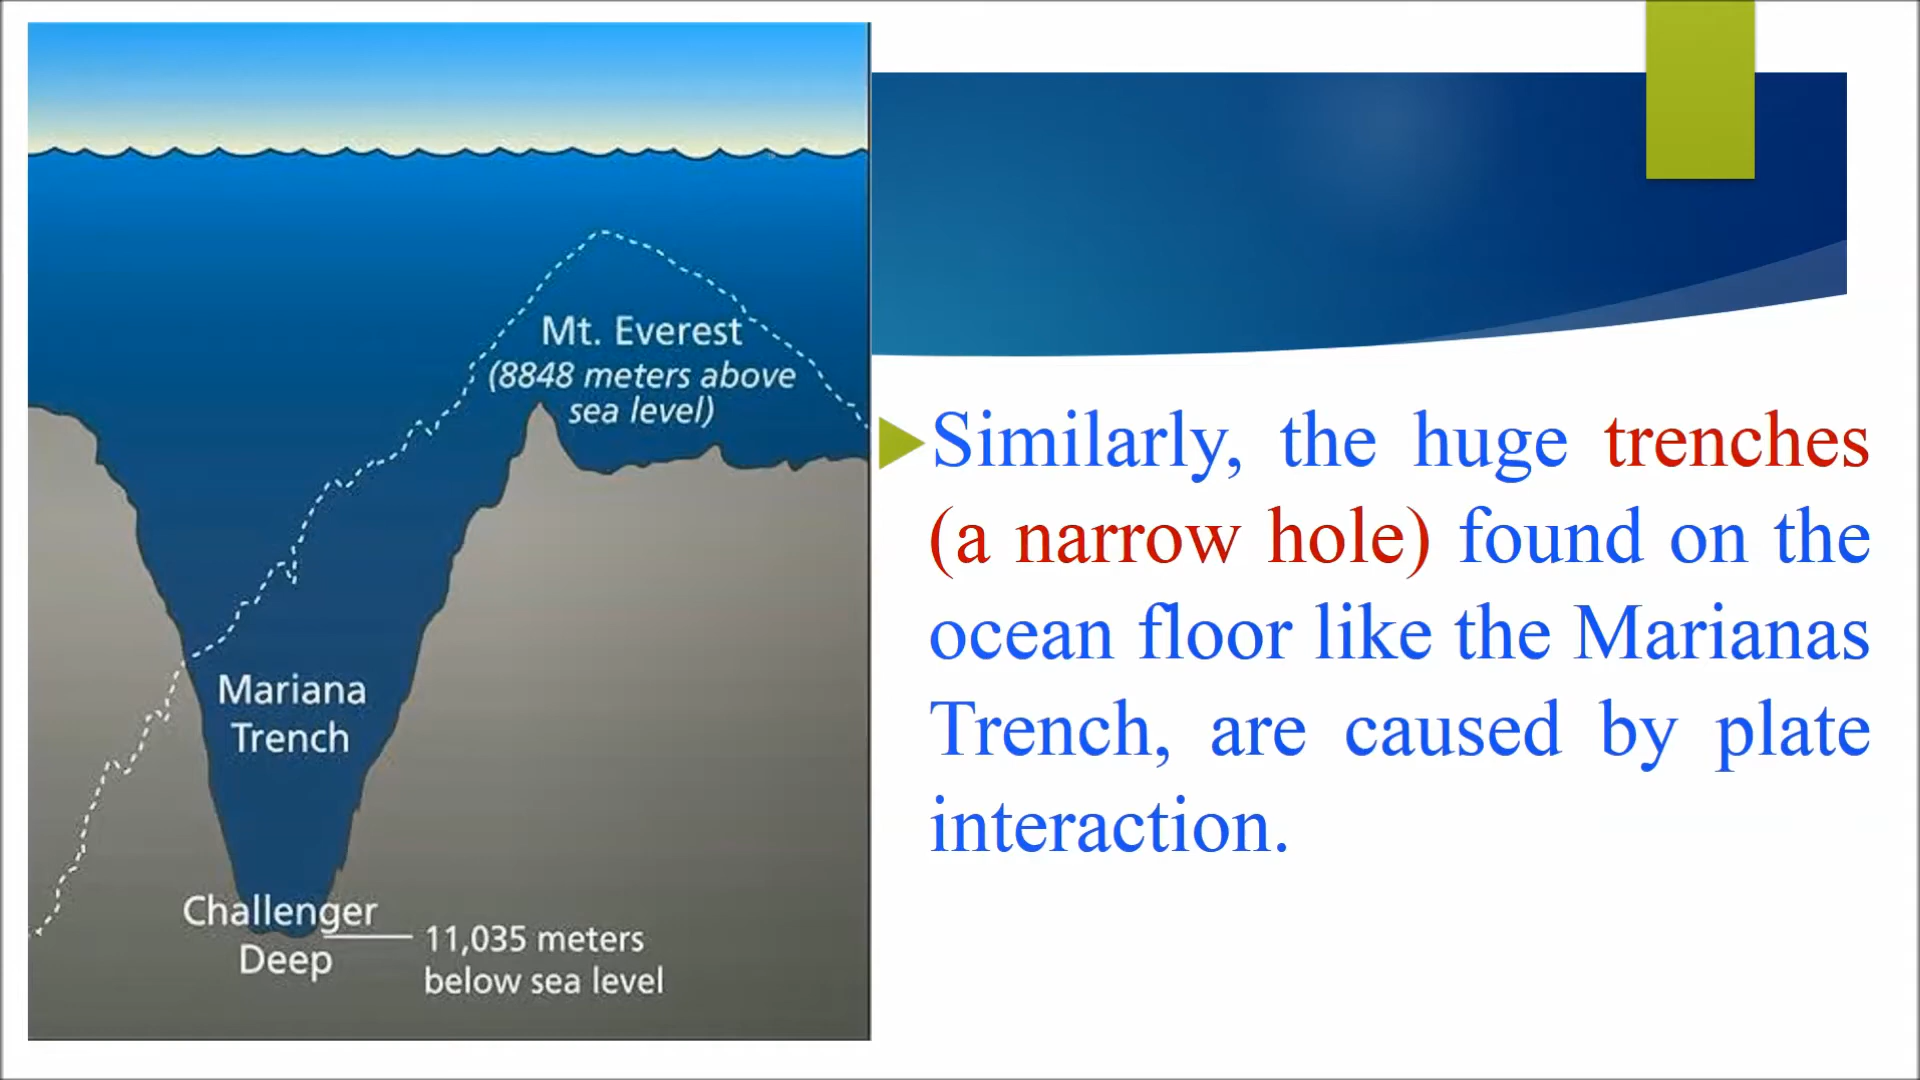 Mt. Everest
(8848 meters above
sea level)
Mariana
Trench
Challenger
Deep
11,035 meters
below sea level
Similarly, the huge trenches
(a narrow hole) found on the
ocean floor like the Marianas
Trench, are caused by plate
interaction.